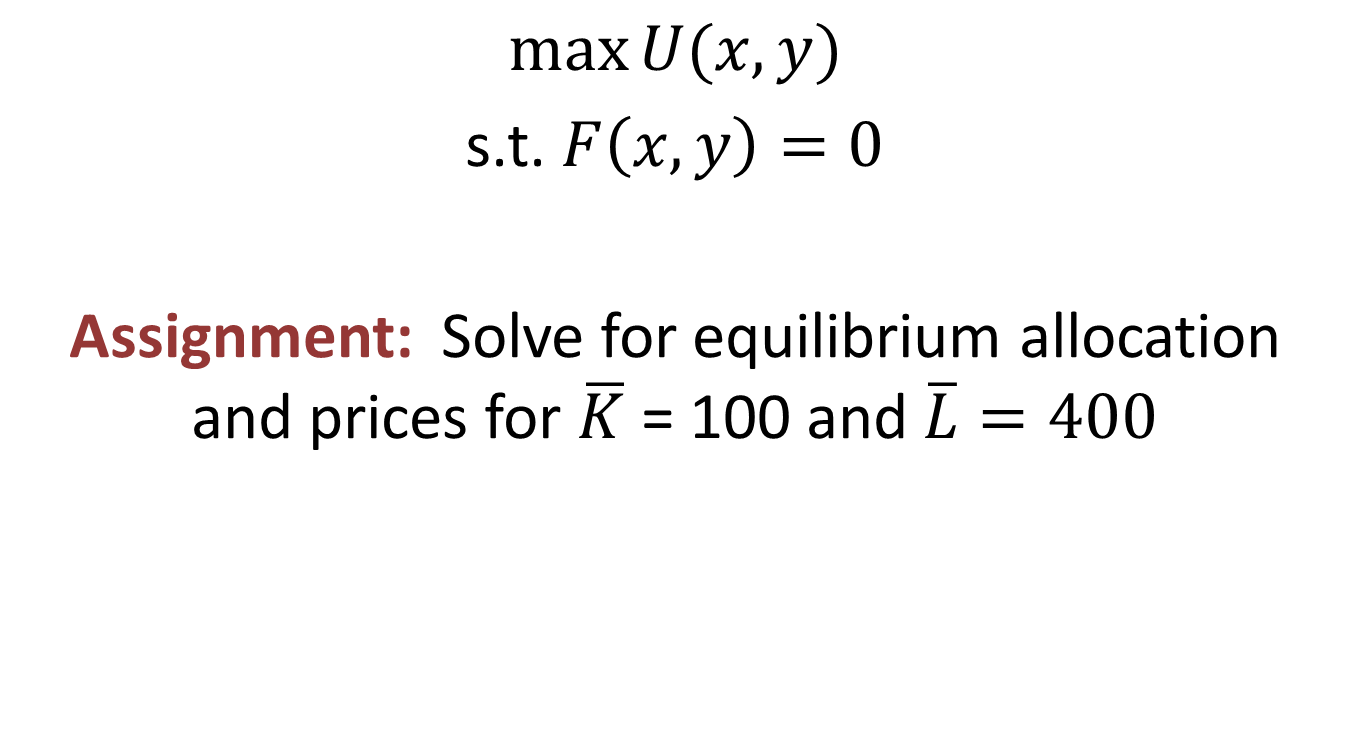 max U(x, y)
s.t. F(x, y) = 0
Assignment: Solve for equilibrium allocation
and prices for K̅ = 100 and L̅ = 400